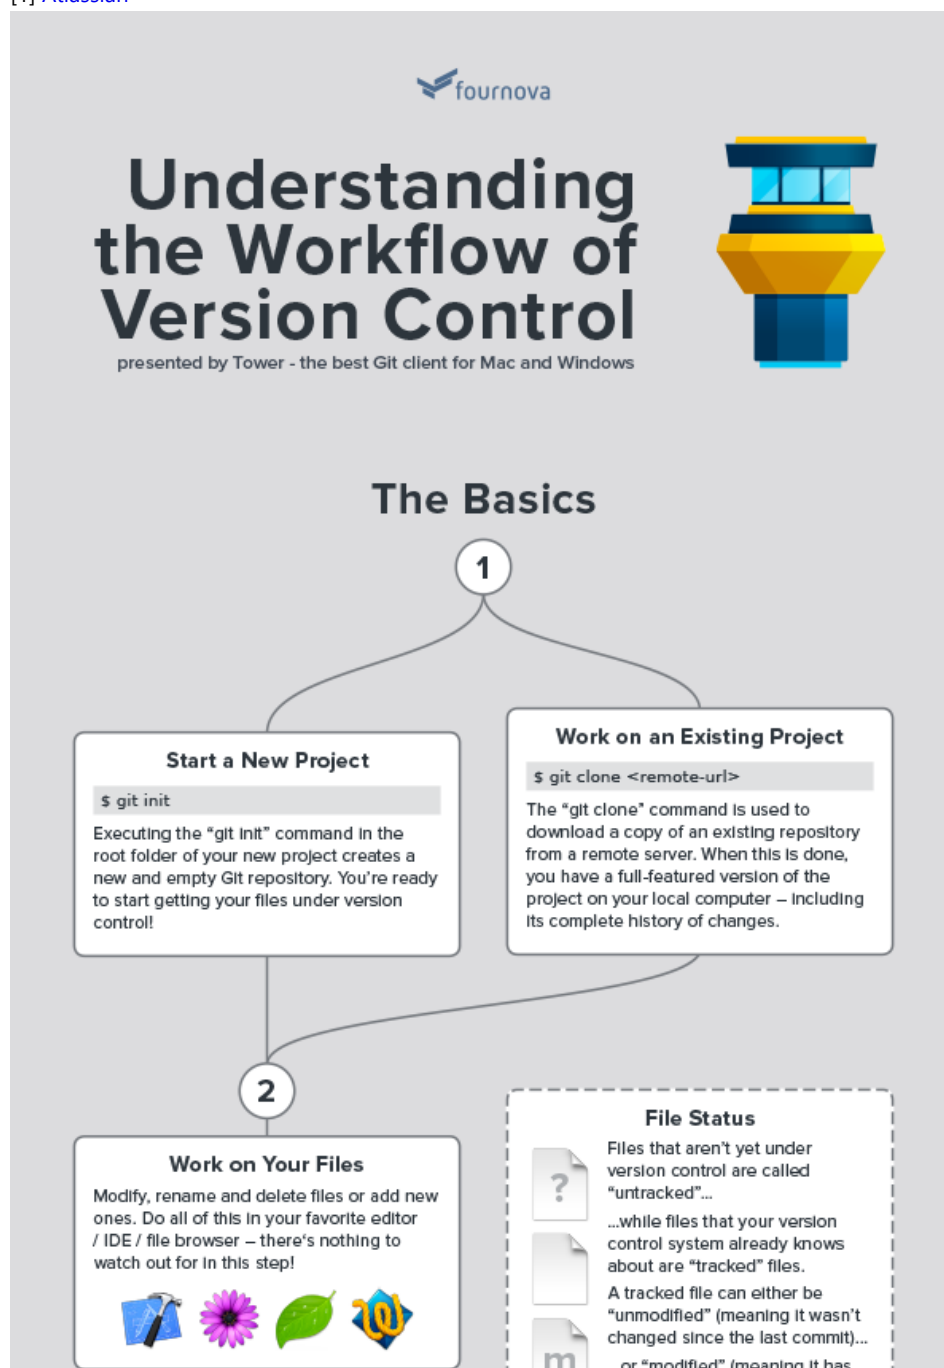 [1] Atlassian
fournova
Understanding
the Workflow of
Version Control
presented by Tower - the best Git client for Mac and Windows
The Basics
1
Start a New Project
$ git init
Executing the “git init” command in the
root folder of your new project creates a
new and empty Git repository. You’re ready
to start getting your files under version
control!
Work on an Existing Project
$ git clone <remote-url>
The “git clone” command is used to
download a copy of an existing repository
from a remote server. When this is done,
you have a full-featured version of the
project on your local computer – including
its complete history of changes.
2
Work on Your Files
Modify, rename and delete files or add new
ones. Do all of this in your favorite editor
/ IDE / file browser – there‘s nothing to
watch out for in this step!
File Status
?
Files that aren’t yet under
version control are called
“untracked”...
...while files that your version
control system already knows
about are “tracked” files.
A tracked file can either be
“unmodified” (meaning it wasn’t
changed since the last commit)...
m
...or “modified” (meaning it has